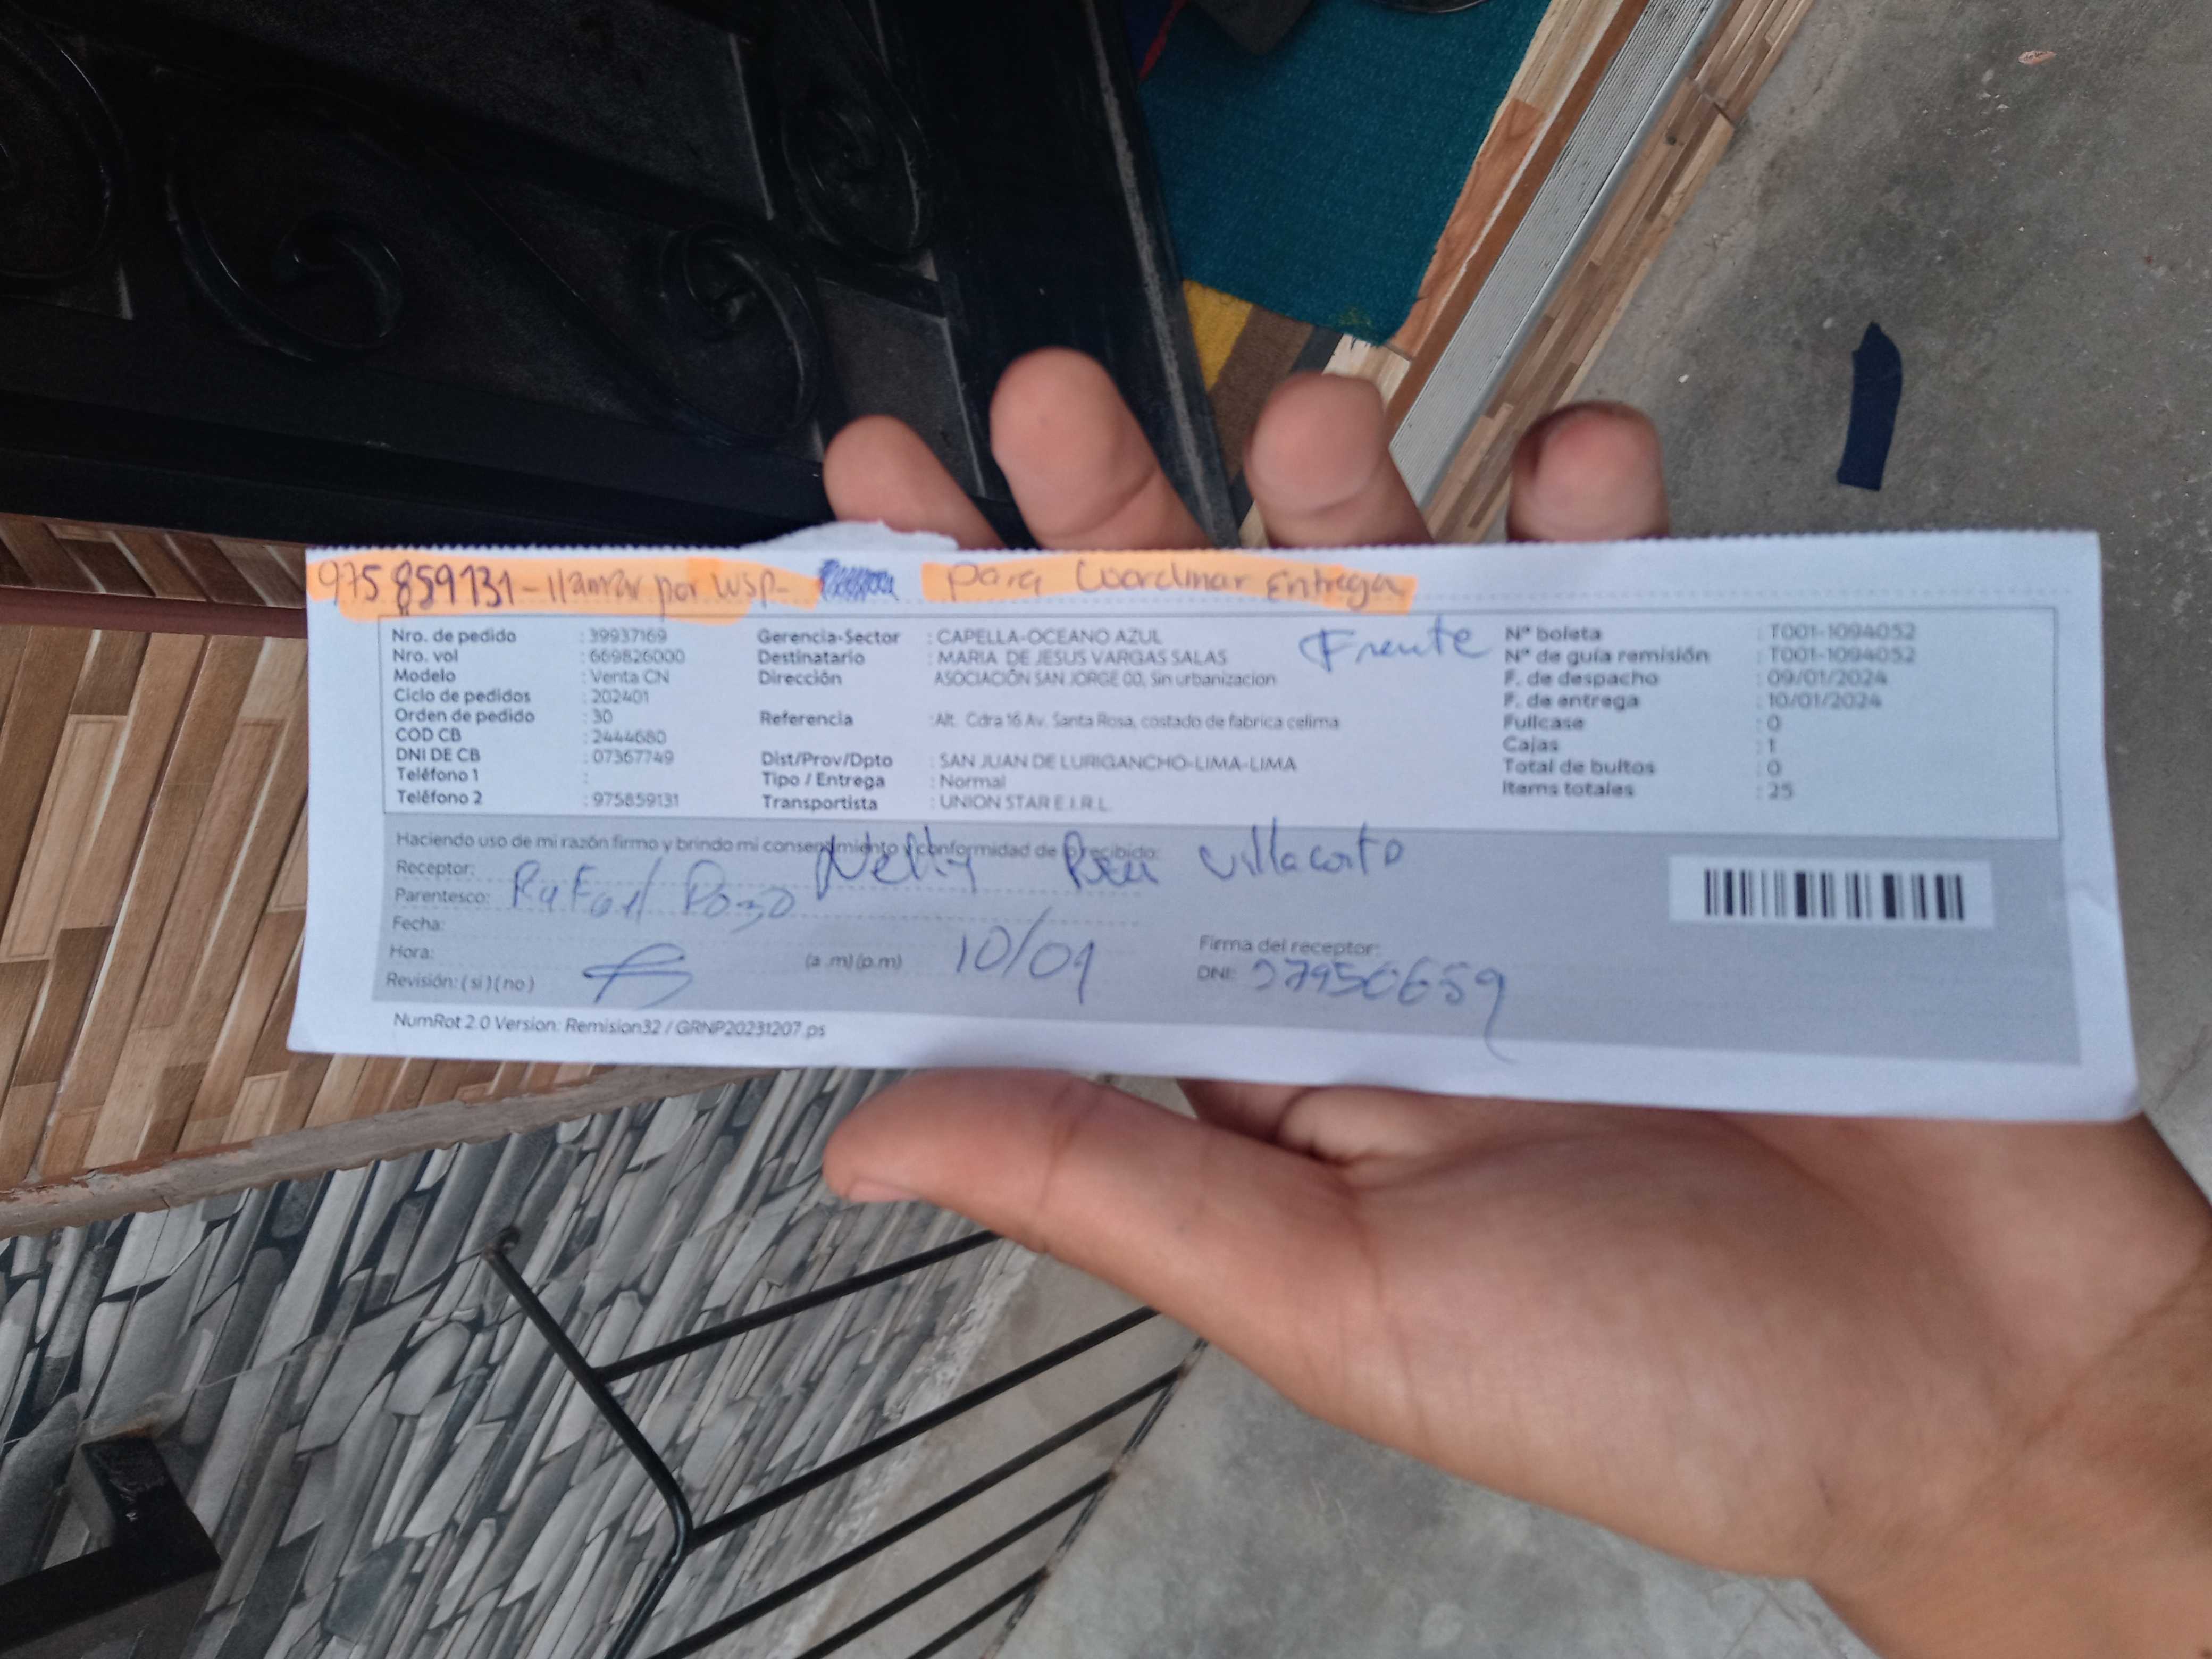 975 859131 - llamar por wsp - para Coordinar Entrega
Nro. de pedido : 39937169
Nro. vol : 669826000
Modelo : Venta CN
Ciclo de pedidos : 202401
Orden de pedido : 30
COD CB : 2444680
DNI DE CB : 07367749
Teléfono 1 :
Teléfono 2 : 975859131
Gerencia-Sector : CAPELLA-OCEANO AZUL
Destinatario : MARIA DE JESUS VARGAS SALAS
Dirección ASOCIACIÓN SAN JORGE 00, Sin urbanizacion
Referencia : Alt. Cdra 16 Av. Santa Rosa, costado de fabrica celima
Dist/Prov/Dpto : SAN JUAN DE LURIGANCHO-LIMA-LIMA
Tipo / Entrega : Normal
Transportista : UNION STAR E.I.R.L.
Frente
N° boleta : T001-1094052
N° de guía remisión : T001-1094052
F. de despacho : 09/01/2024
F. de entrega : 10/01/2024
Fullcase : 0
Cajas : 1
Total de bultos : 0
Items totales : 25
Haciendo uso de mi razón firmo y brindo mi consentimiento y conformidad de lo recibido:
Receptor: Nelly Villacorta
Parentesco: Rafael Pozo
Fecha:
Hora: (a .m) (p.m) 10/01
Revisión: ( si ) ( no )
Firma del receptor:
DNI:
NumRot 2.0 Version: Remision32 / GRNP20231207.ps